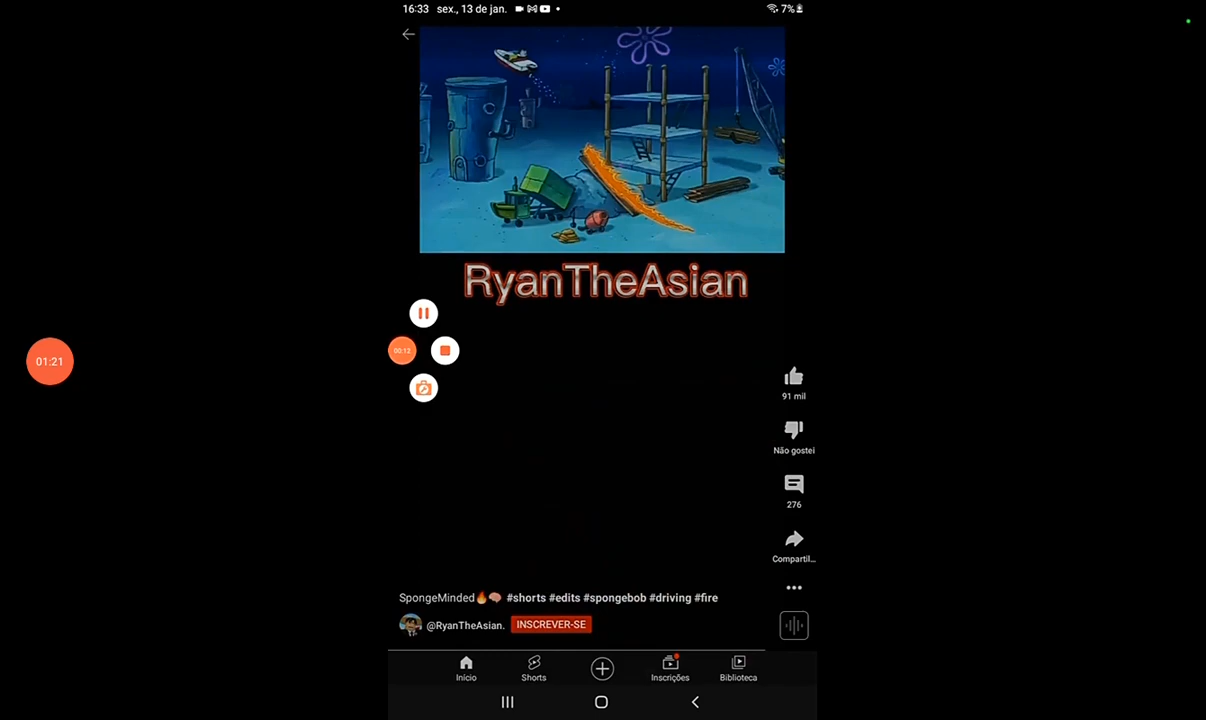 16:33 sex., 13 de jan. 7%
RyanTheAsian
00:12
01:21
91 mil
Não gostei
276
Compartil...
SpongeMinded🔥🧠 #shorts #edits #spongebob #driving #fire
@RyanTheAsian. INSCREVER-SE
Início Shorts Inscrições Biblioteca